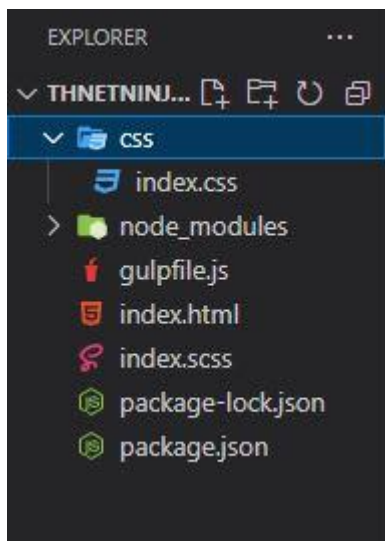 EXPLORER ...
THNETNINJ...
css
index.css
node_modules
gulpfile.js
index.html
index.scss
package-lock.json
package.json